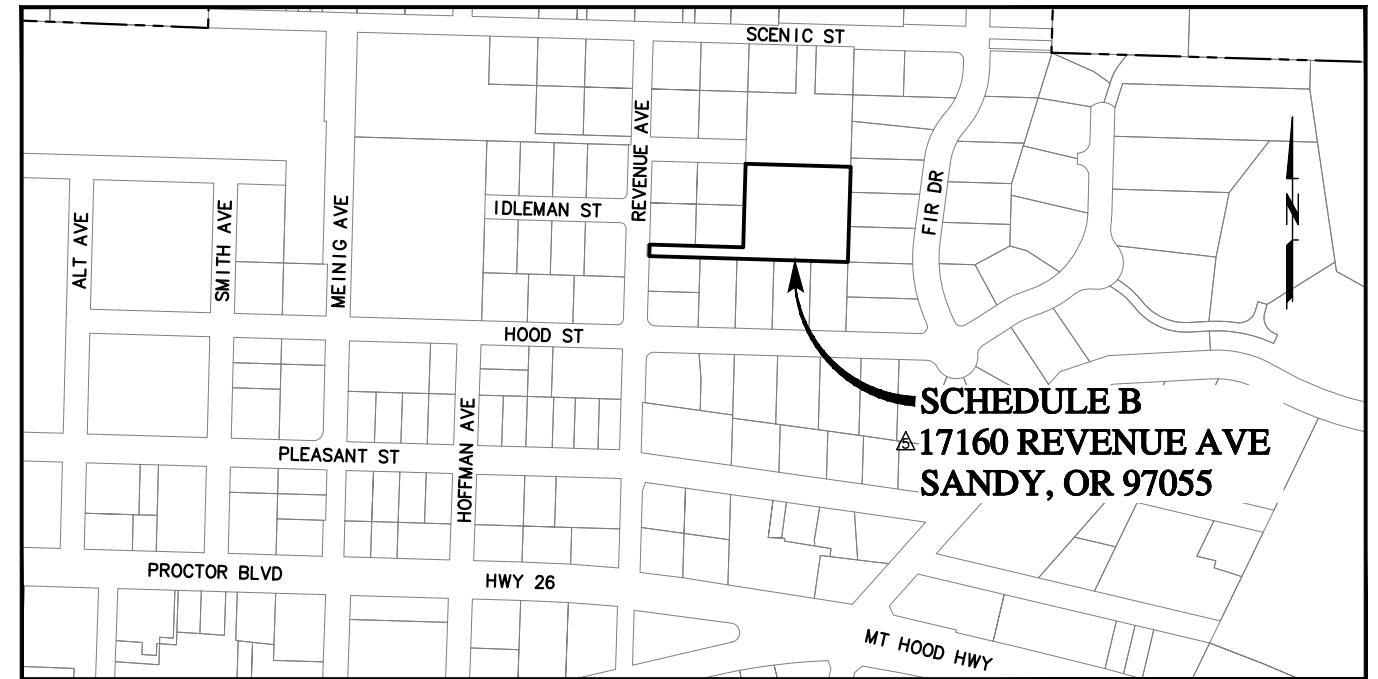 SCENIC ST
REVENUE AVE
FIR DR
N
IDLEMAN ST
ALT AVE
SMITH AVE
MEINIG AVE
HOOD ST
SCHEDULE B
5 17160 REVENUE AVE
SANDY, OR 97055
HOFFMAN AVE
PLEASANT ST
PROCTOR BLVD
HWY 26
MT HOOD HWY